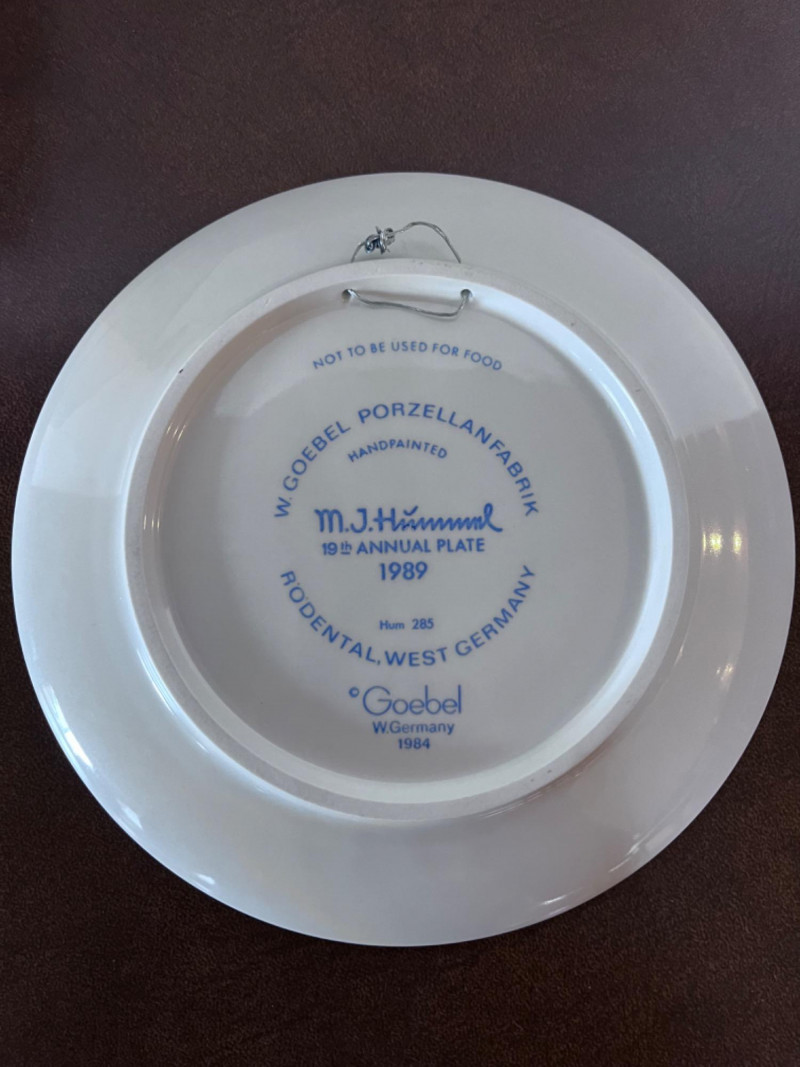 NOT TO BE USED FOR FOOD
W. GOEBEL PORZELLANFABRIK
HANDPAINTED
M.J.Hummel
19th ANNUAL PLATE
1989
Hum 285
RÖDENTAL, WEST GERMANY
© Goebel
W.Germany
1984